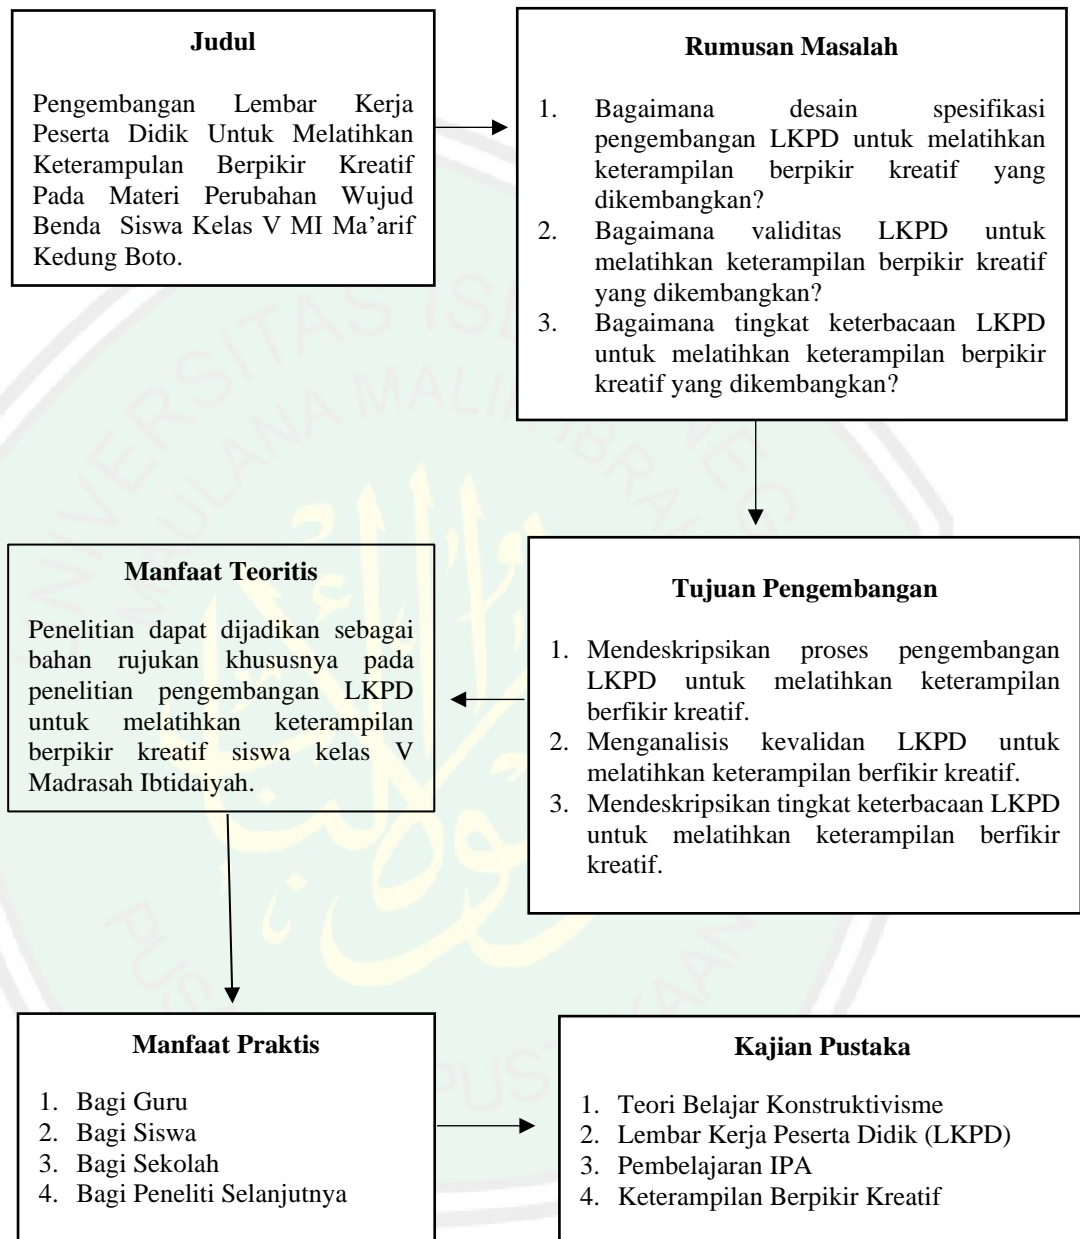 Judul
Pengembangan Lembar Kerja
Peserta Didik Untuk Melatihkan
Keterampulan Berpikir Kreatif
Pada Materi Perubahan Wujud
Benda Siswa Kelas V MI Ma’arif
Kedung Boto.
Rumusan Masalah
1. Bagaimana desain spesifikasi
pengembangan LKPD untuk melatihkan
keterampilan berpikir kreatif yang
dikembangkan?
2. Bagaimana validitas LKPD untuk
melatihkan keterampilan berpikir kreatif
yang dikembangkan?
3. Bagaimana tingkat keterbacaan LKPD
untuk melatihkan keterampilan berpikir
kreatif yang dikembangkan?
Tujuan Pengembangan
1. Mendeskripsikan proses pengembangan
LKPD untuk melatihkan keterampilan
berfikir kreatif.
2. Menganalisis kevalidan LKPD untuk
melatihkan keterampilan berfikir kreatif.
3. Mendeskripsikan tingkat keterbacaan LKPD
untuk melatihkan keterampilan berfikir
kreatif.
Manfaat Teoritis
Penelitian dapat dijadikan sebagai
bahan rujukan khususnya pada
penelitian pengembangan LKPD
untuk melatihkan keterampilan
berpikir kreatif siswa kelas V
Madrasah Ibtidaiyah.
Manfaat Praktis
1. Bagi Guru
2. Bagi Siswa
3. Bagi Sekolah
4. Bagi Peneliti Selanjutnya
Kajian Pustaka
1. Teori Belajar Konstruktivisme
2. Lembar Kerja Peserta Didik (LKPD)
3. Pembelajaran IPA
4. Keterampilan Berpikir Kreatif